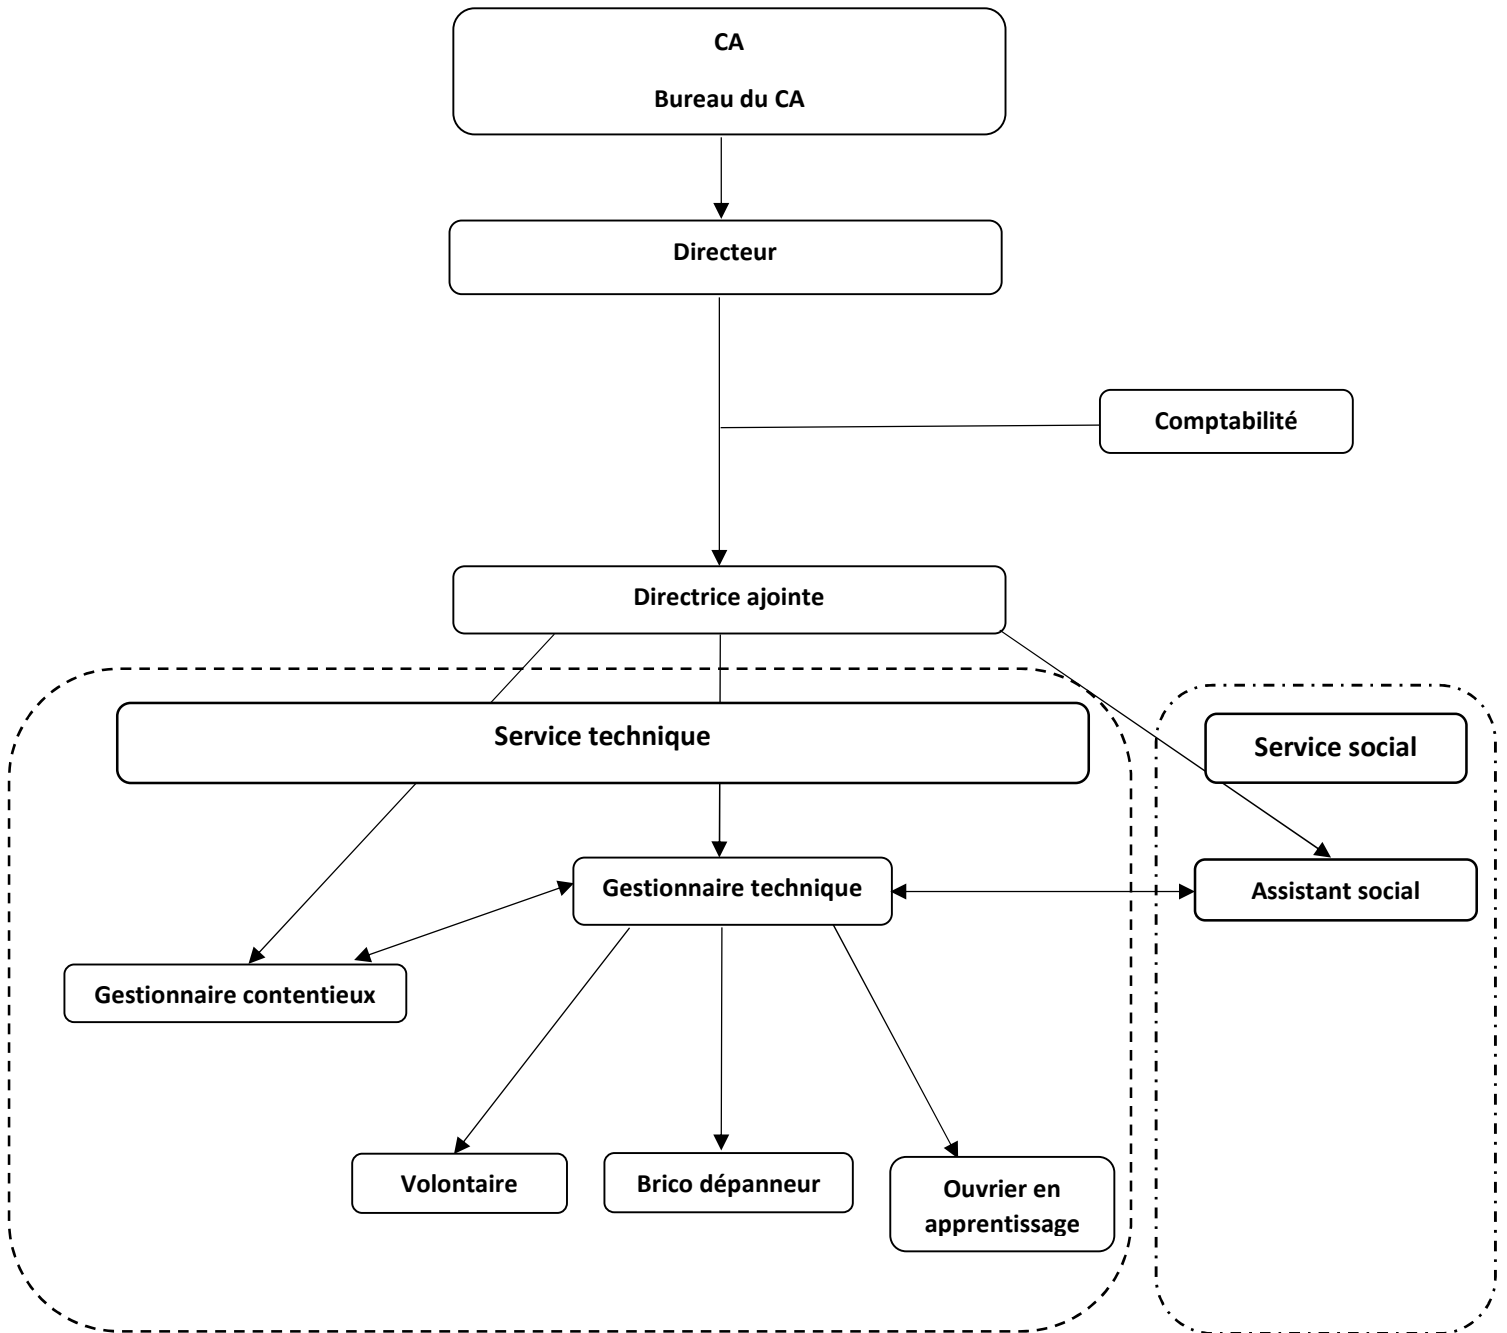 CA
Bureau du CA
Directeur
Comptabilité
Directrice ajointe
Service technique
Service social
Gestionnaire technique
Assistant social
Gestionnaire contentieux
Volontaire
Brico dépanneur
Ouvrier en
apprentissage